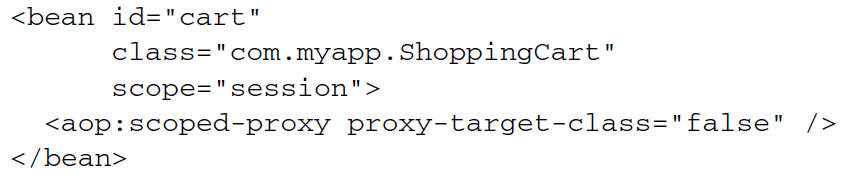 <bean id="cart"
      class="com.myapp.ShoppingCart"
      scope="session">
  <aop:scoped-proxy proxy-target-class="false" />
</bean>